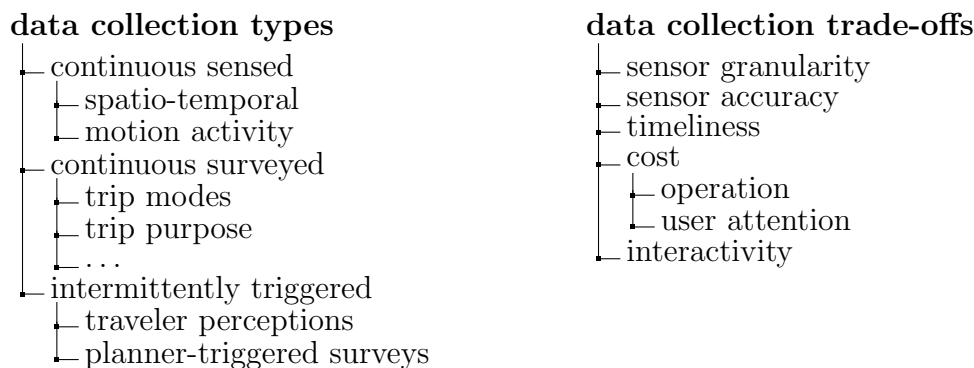 data collection types
continuous sensed
spatio-temporal
motion activity
continuous surveyed
trip modes
trip purpose
...
intermittently triggered
traveler perceptions
planner-triggered surveys
data collection trade-offs
sensor granularity
sensor accuracy
timeliness
cost
operation
user attention
interactivity